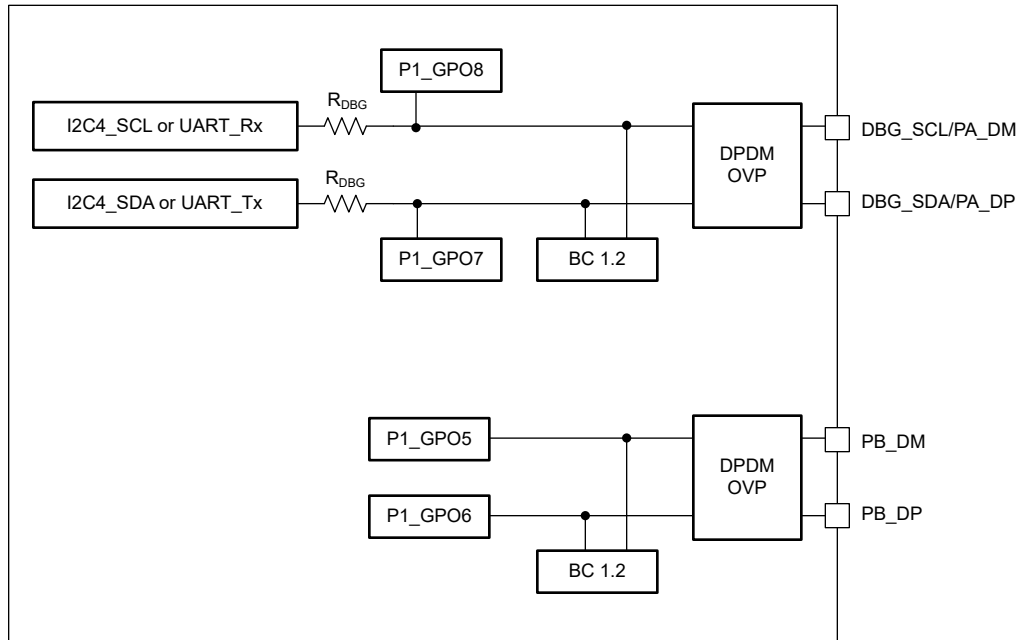 P1_GPO8
RDBG
I2C4_SCL or UART_Rx
DPDM
OVP
DBG_SCL/PA_DM
RDBG
I2C4_SDA or UART_Tx
DBG_SDA/PA_DP
P1_GPO7
BC 1.2
P1_GPO5
PB_DM
DPDM
OVP
P1_GPO6
PB_DP
BC 1.2